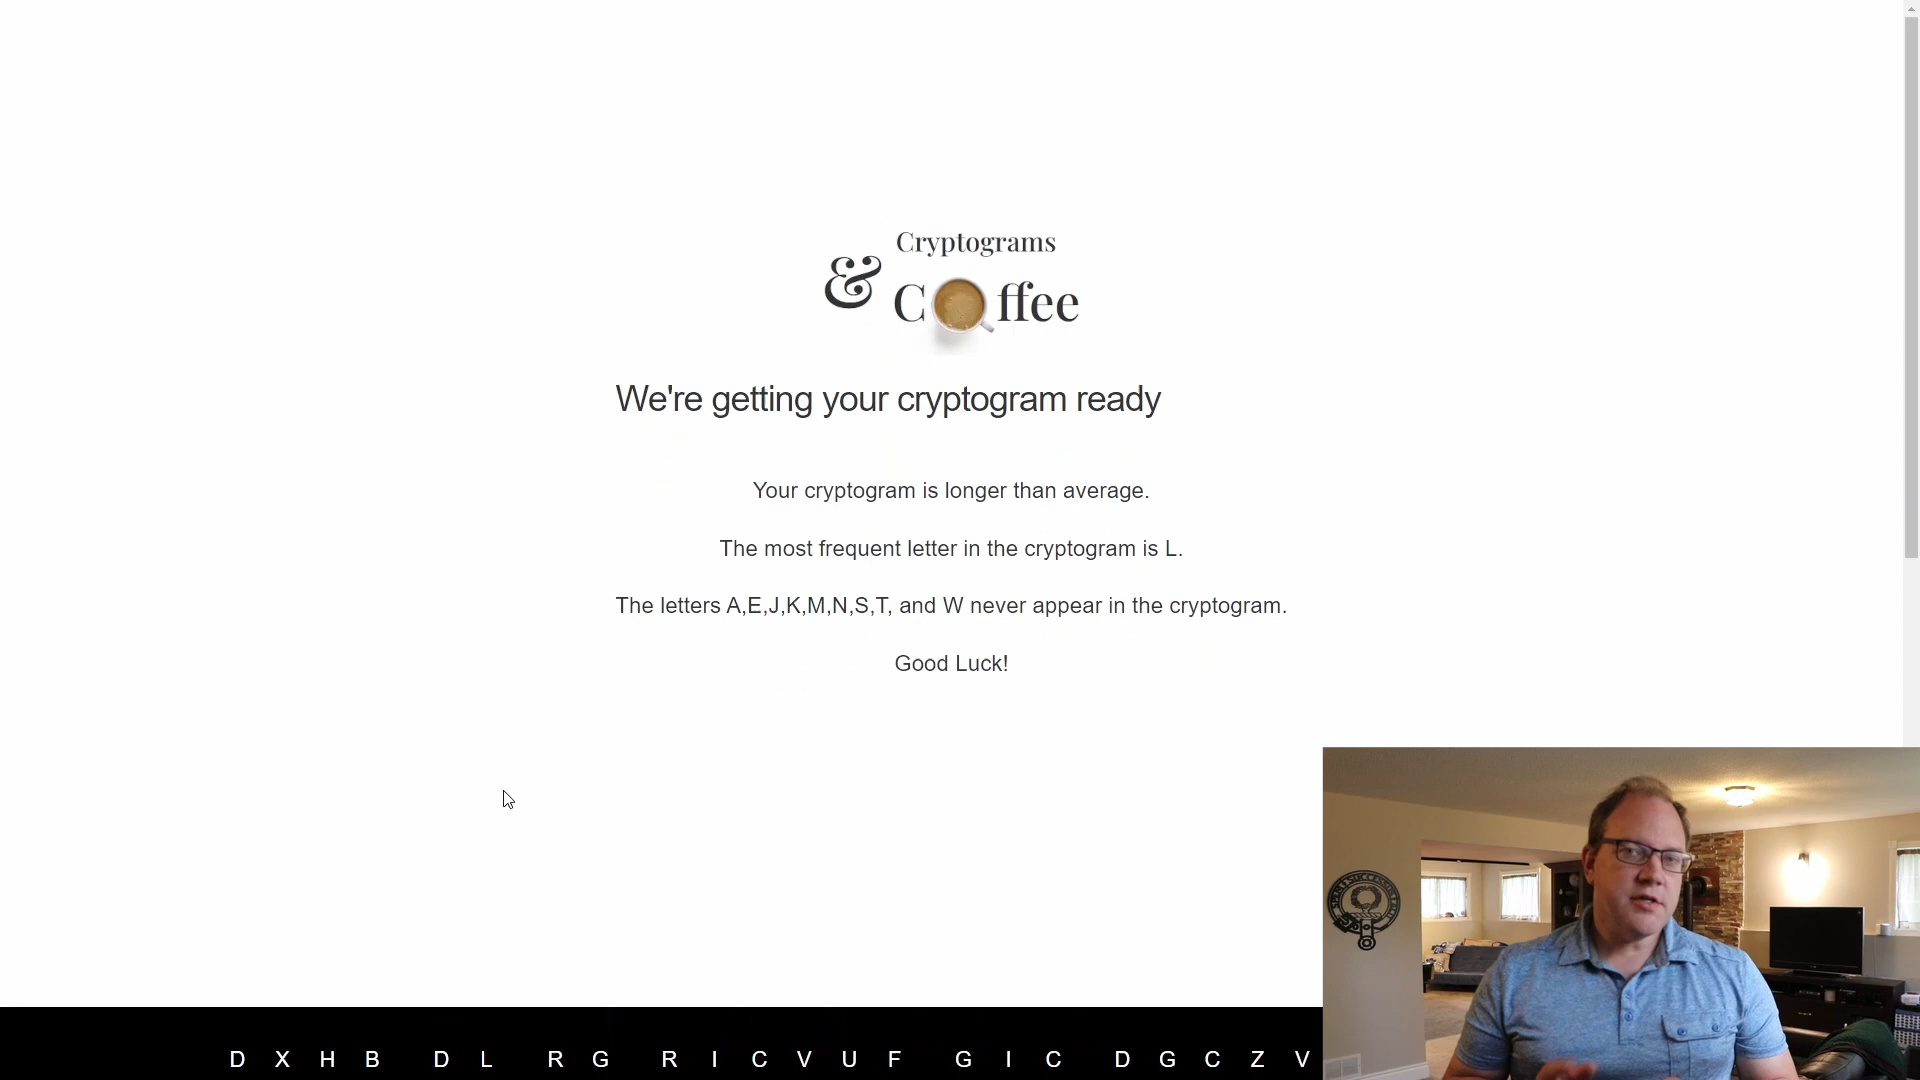 Cryptograms
& Coffee
We're getting your cryptogram ready
Your cryptogram is longer than average.
The most frequent letter in the cryptogram is L.
The letters A,E,J,K,M,N,S,T, and W never appear in the cryptogram.
Good Luck!
D X H B D L R G R I C V U F G I C D G C Z V